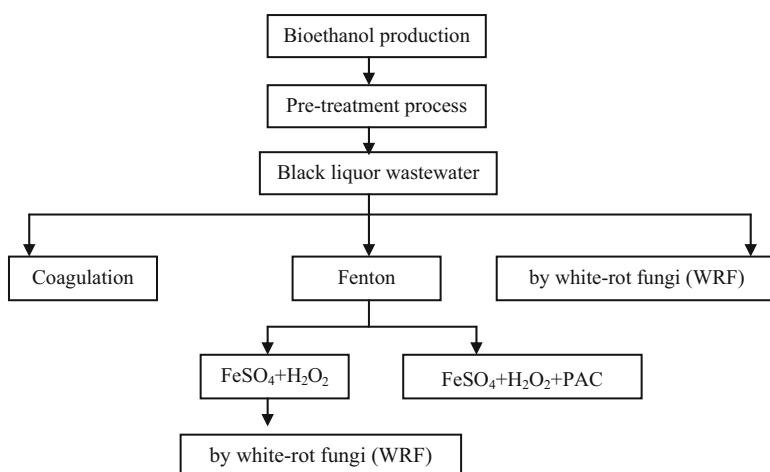 Bioethanol production
Pre-treatment process
Black liquor wastewater
Coagulation
Fenton
by white-rot fungi (WRF)
FeSO₄+H₂O₂
FeSO₄+H₂O₂+PAC
by white-rot fungi (WRF)